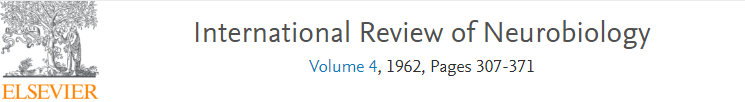 International Review of Neurobiology
Volume 4, 1962, Pages 307-371
ELSEVIER